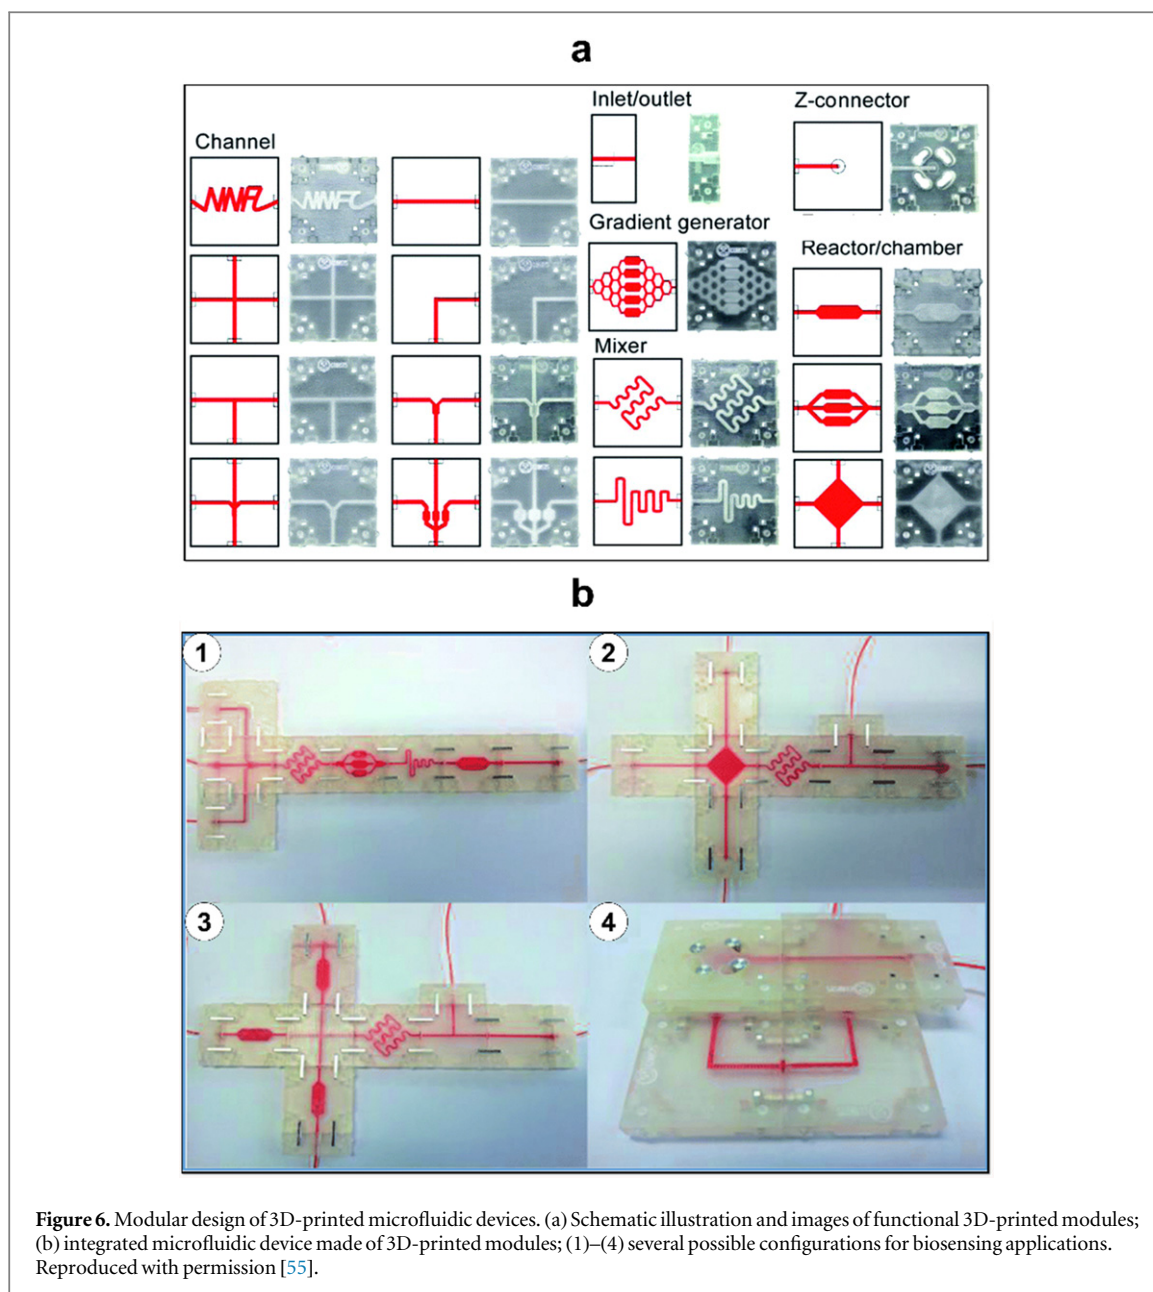 a
Inlet/outlet
Z-connector
Channel
NNFC
NNFC
Gradient generator
Reactor/chamber
Mixer
b
1
2
3
4
Figure 6. Modular design of 3D-printed microfluidic devices. (a) Schematic illustration and images of functional 3D-printed modules;
(b) integrated microfluidic device made of 3D-printed modules; (1)–(4) several possible configurations for biosensing applications.
Reproduced with permission [55].